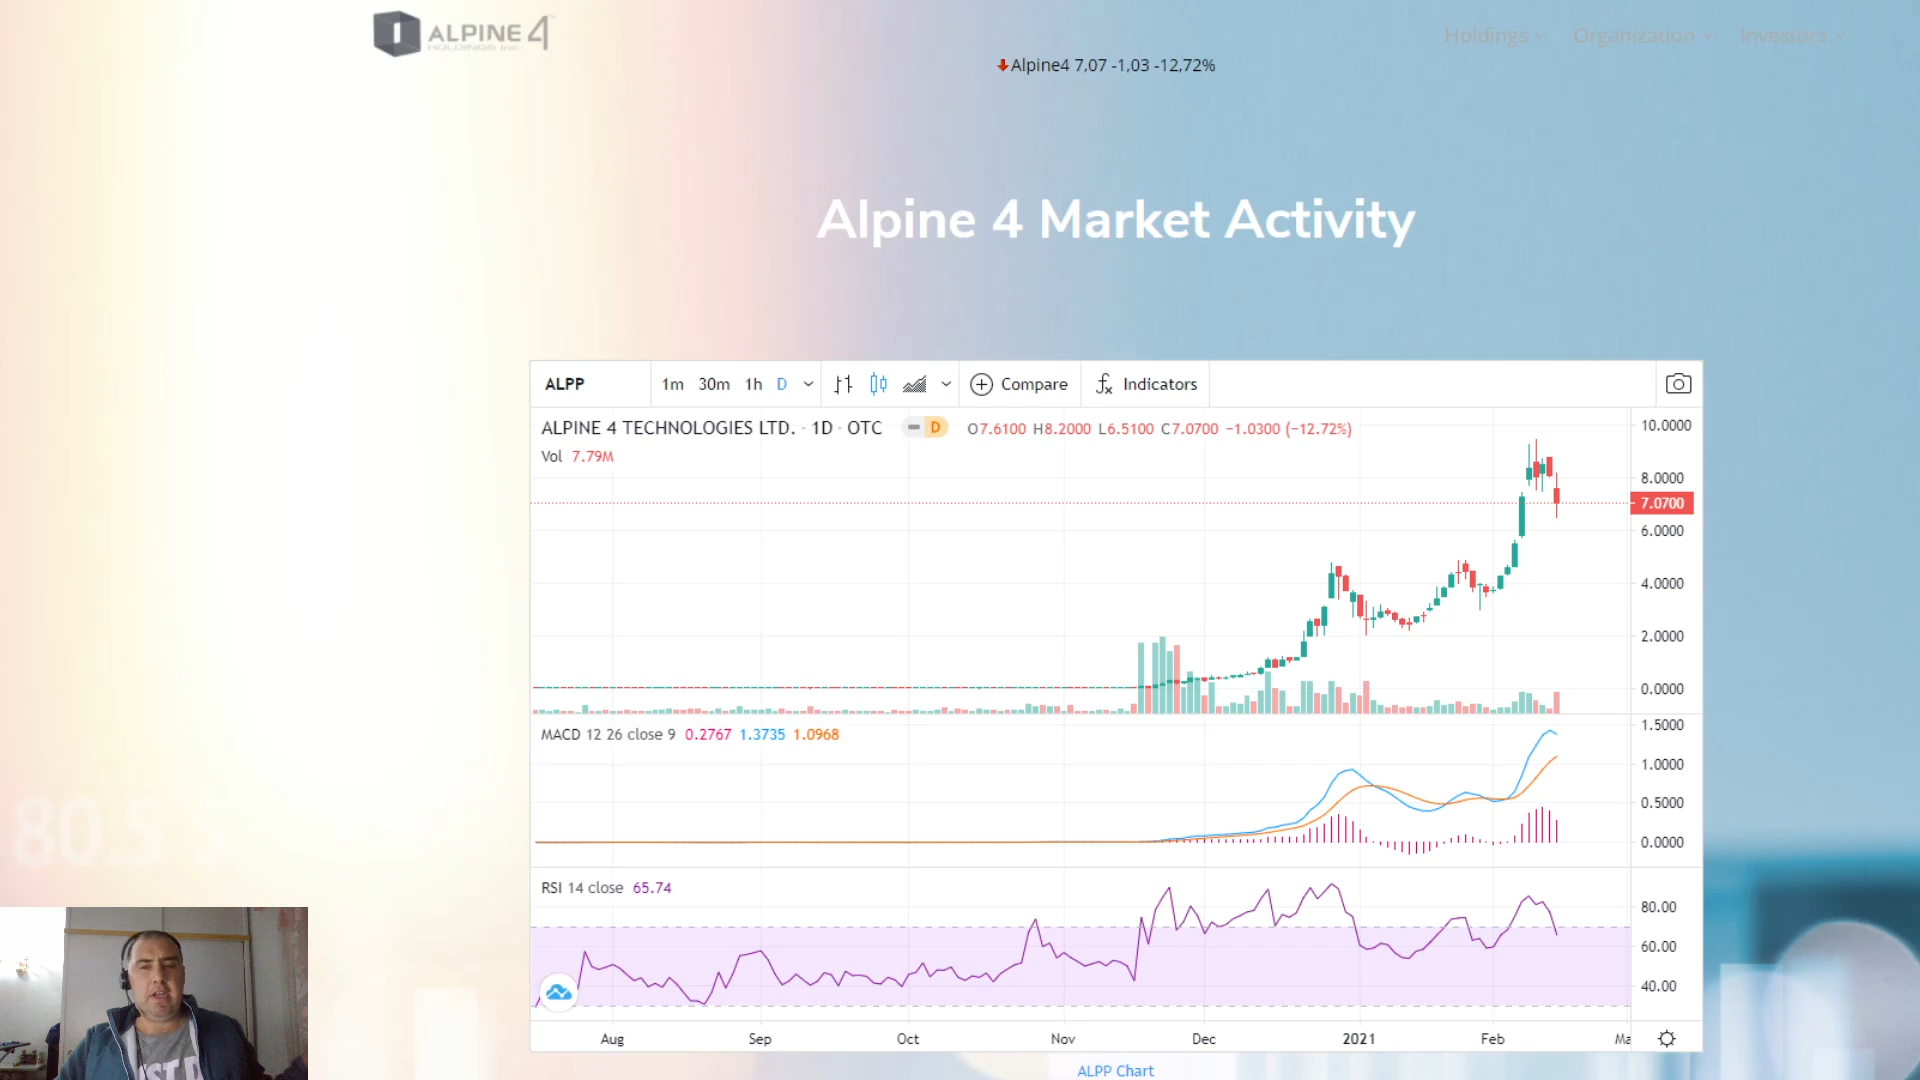 ALPINE 4
HOLDINGS Inc.
Holdings Organization Investors
Alpine4 7,07 -1,03 -12,72%
Alpine 4 Market Activity
ALPP 1m 30m 1h D Compare Indicators
ALPINE 4 TECHNOLOGIES LTD. · 1D · OTC D O7.6100 H8.2000 L6.5100 C7.0700 −1.0300 (−12.72%)
Vol 7.79M
10.0000
8.0000
7.0700
6.0000
4.0000
2.0000
0.0000
MACD 12 26 close 9 0.2767 1.3735 1.0968
1.5000
1.0000
0.5000
0.0000
80.5
RSI 14 close 65.74
80.00
60.00
40.00
Aug Sep Oct Nov Dec 2021 Feb Ma
ALPP Chart